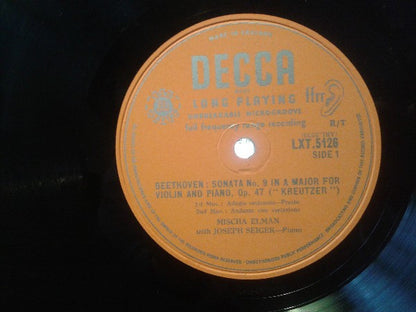 MADE IN ENGLAND
DECCA
LONG PLAYING
UNBREAKABLE MICROGROOVE
full frequency range recording
ffrr
R/T
LXT.5126
SIDE 1
BEETHOVEN: SONATA No. 9 IN A MAJOR FOR
VIOLIN AND PIANO, Op. 47 ("KREUTZER")
1st Mov.: Adagio sostenuto—Presto
2nd Mov.: Andante con variazioni
MISCHA ELMAN
with JOSEPH SEIGER—Piano